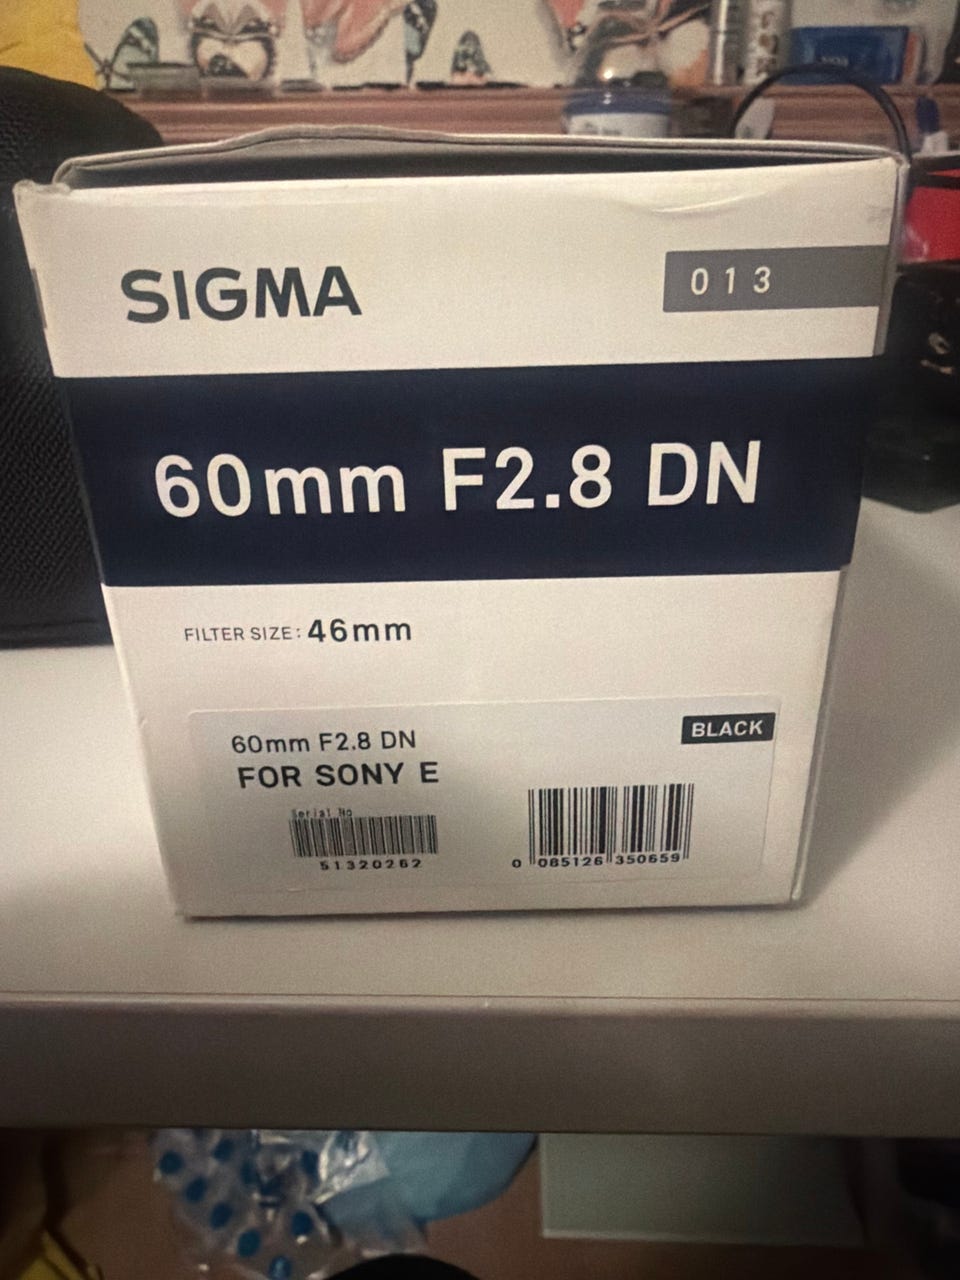 SIGMA
013
60mm F2.8 DN
FILTER SIZE: 46mm
60mm F2.8 DN
BLACK
FOR SONY E
Serial No
51320262
0 085126 350659